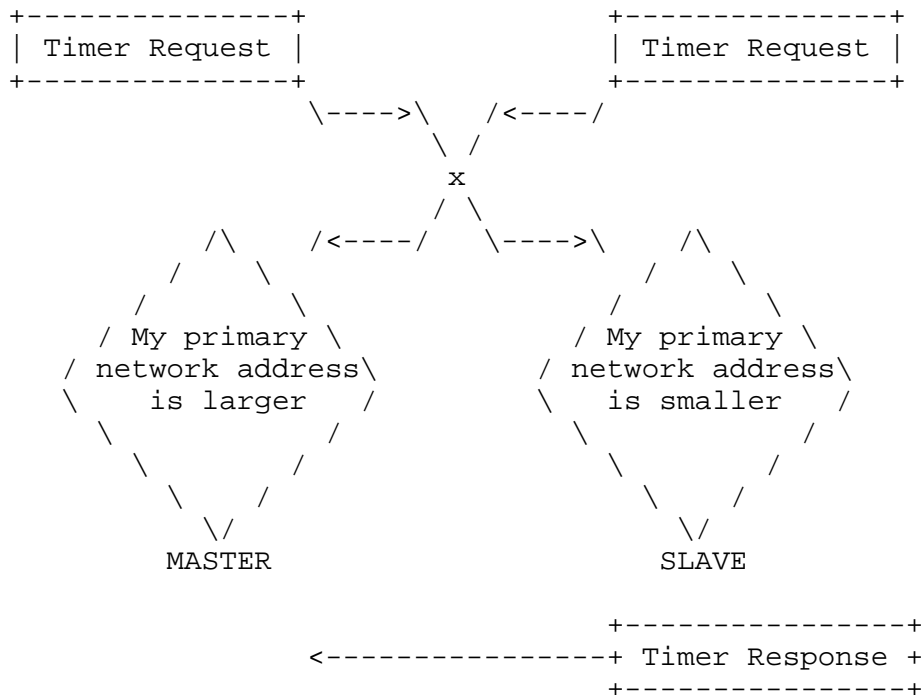 Timer Request Timer Request
x
My primary My primary
network address network address
is larger is smaller
MASTER SLAVE
Timer Response